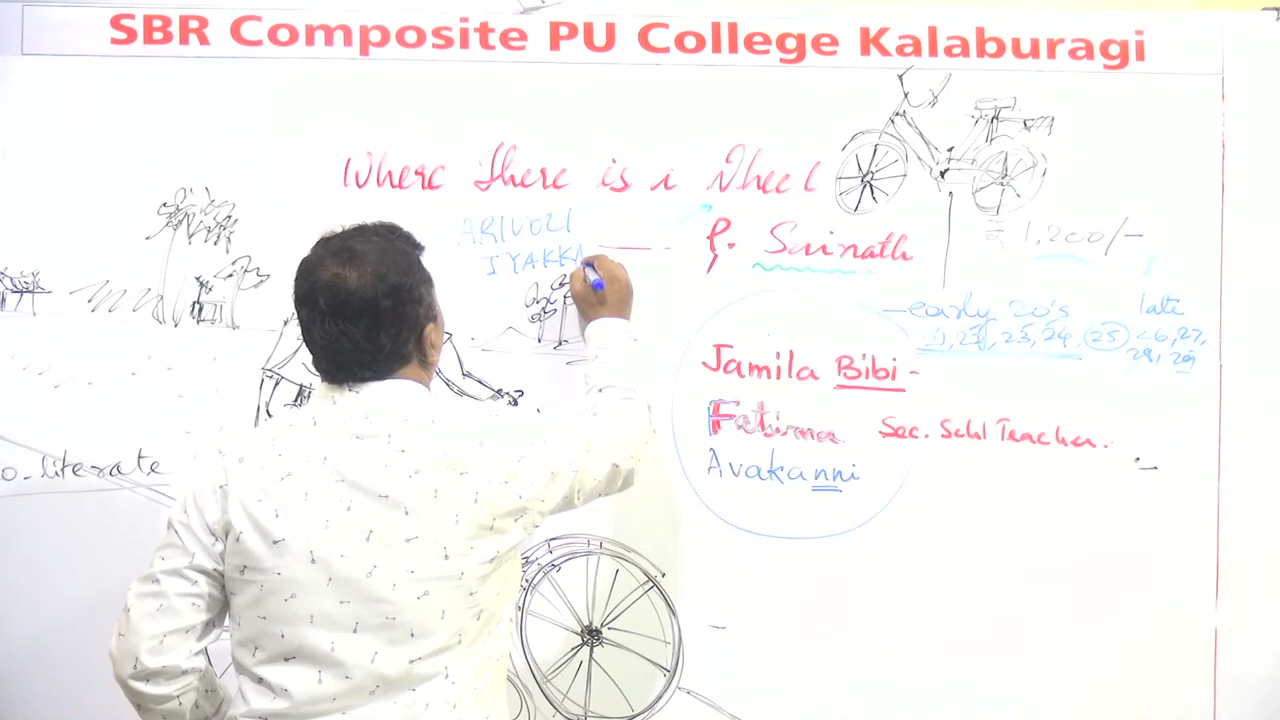 SBR Composite PU College Kalaburagi
Where There is a Wheel
ARIVOLI
IYAKKA
P. Sainath
₹ 1,200/-
early 20's
late
23, 24, 25
27,
28, 29
Jamila Bibi -
Fatima Sec. Schl Teacher.
Avakanni
literate